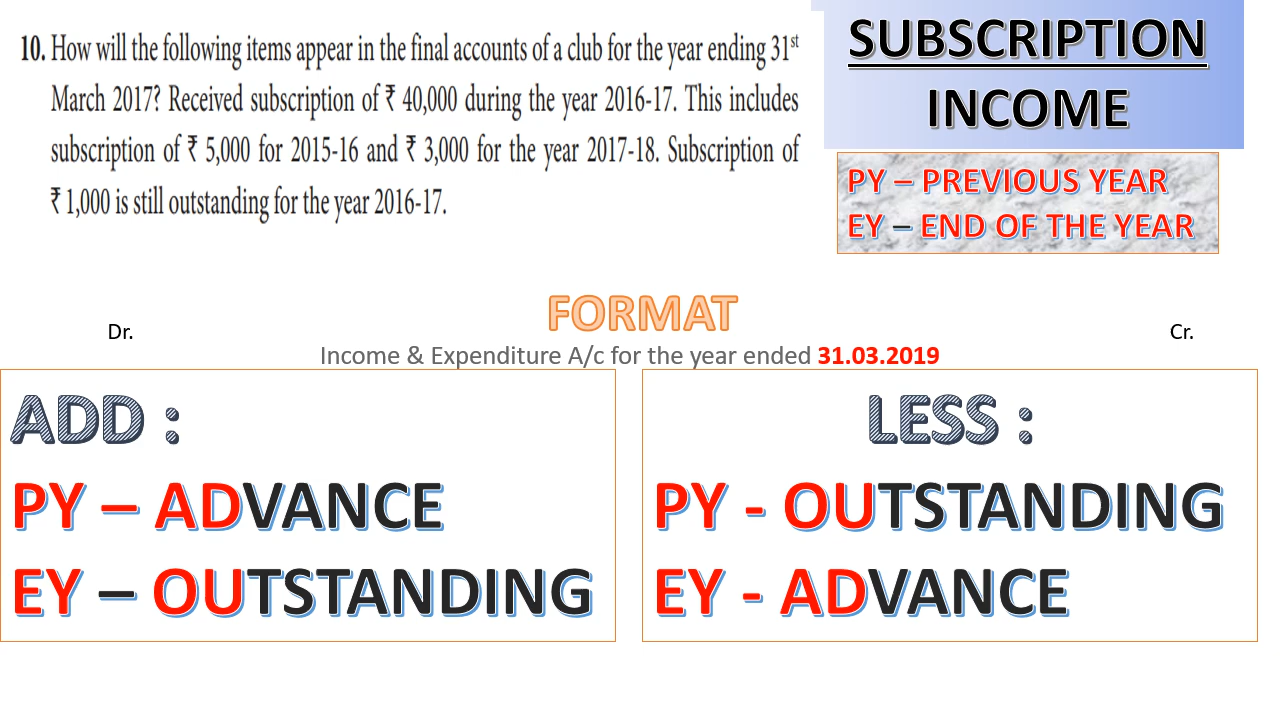 10. How will the following items appear in the final accounts of a club for the year ending 31st
March 2017? Received subscription of ₹ 40,000 during the year 2016-17. This includes
subscription of ₹ 5,000 for 2015-16 and ₹ 3,000 for the year 2017-18. Subscription of
₹ 1,000 is still outstanding for the year 2016-17.
SUBSCRIPTION
INCOME
PY – PREVIOUS YEAR
EY – END OF THE YEAR
FORMAT
Dr.
Cr.
Income & Expenditure A/c for the year ended 31.03.2019
ADD :
PY – ADVANCE
EY – OUTSTANDING
LESS :
PY - OUTSTANDING
EY - ADVANCE